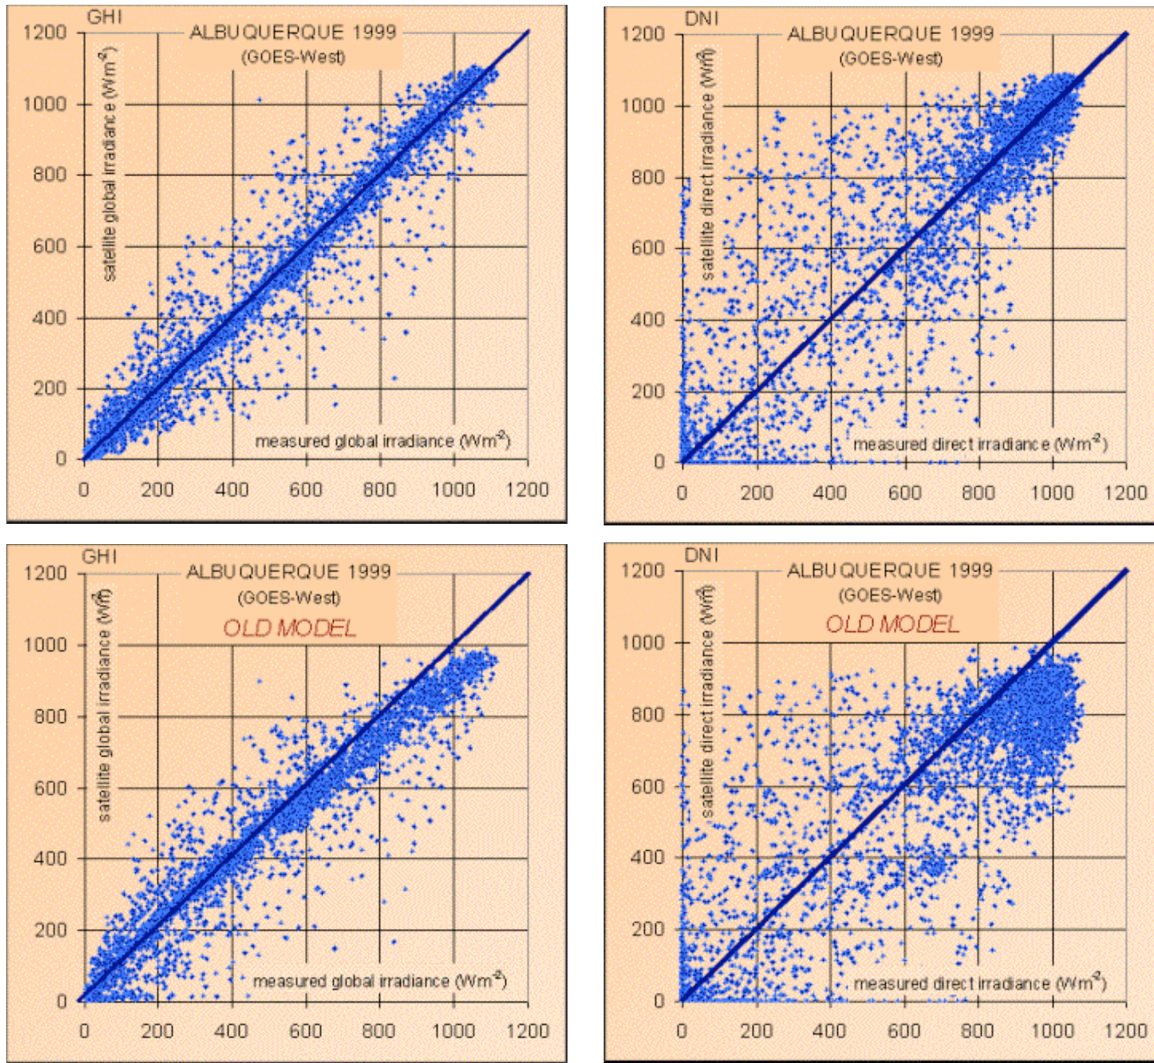 GHI
ALBUQUERQUE 1999
(GOES-West)
satellite global irradiance (Wm-2)
1200
1000
800
600
400
200
0
measured global irradiance (Wm-2)
0 200 400 600 800 1000 1200
DNI
ALBUQUERQUE 1999
(GOES-West)
satellite direct irradiance (Wm-2)
1200
1000
800
600
400
200
0
measured direct irradiance (Wm-2)
0 200 400 600 800 1000 1200
GHI
ALBUQUERQUE 1999
(GOES-West)
OLD MODEL
satellite global irradiance (Wm-2)
1200
1000
800
600
400
200
0
measured global irradiance (Wm-2)
0 200 400 600 800 1000 1200
DNI
ALBUQUERQUE 1999
(GOES-West)
OLD MODEL
satellite direct irradiance (Wm-2)
1200
1000
800
600
400
200
0
measured direct irradiance (Wm-2)
0 200 400 600 800 1000 1200